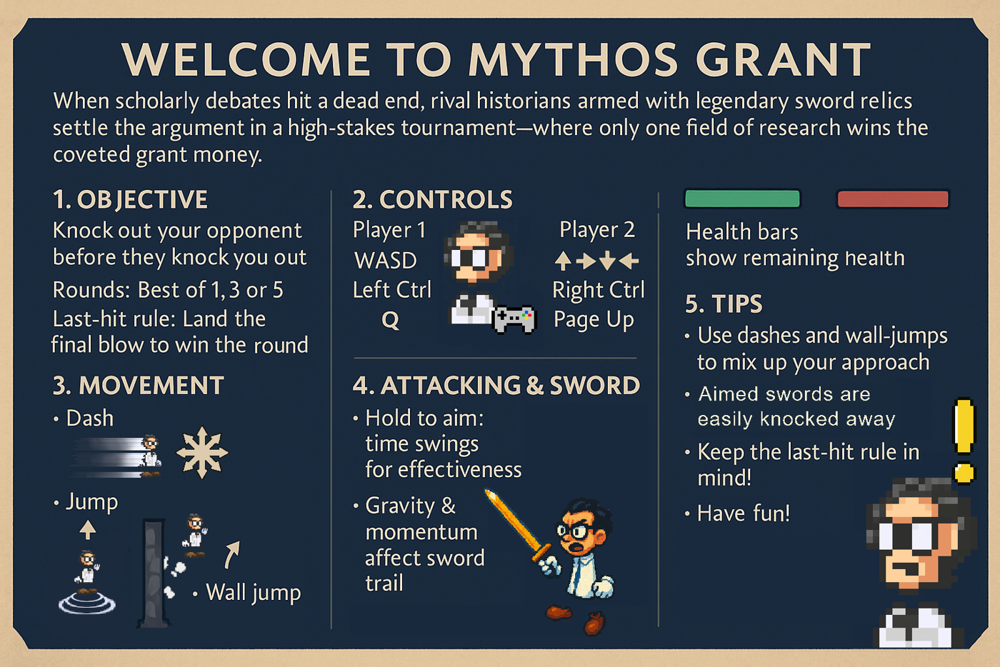 WELCOME TO MYTHOS GRANT
When scholarly debates hit a dead end, rival historians armed with legendary sword relics
settle the argument in a high-stakes tournament—where only one field of research wins the
coveted grant money.
1. OBJECTIVE
Knock out your opponent
before they knock you out
Rounds: Best of 1, 3 or 5
Last-hit rule: Land the
final blow to win the round
2. CONTROLS
Player 1
WASD
Left Ctrl
Q
Player 2
↑→↓←
Right Ctrl
Page Up
Health bars
show remaining health
3. MOVEMENT
• Dash
• Jump
• Wall jump
4. ATTACKING & SWORD
• Hold to aim:
time swings
for effectiveness
• Gravity &
momentum
affect sword
trail
5. TIPS
• Use dashes and wall-jumps
to mix up your approach
• Aimed swords are
easily knocked away
• Keep the last-hit rule in
mind!
• Have fun!